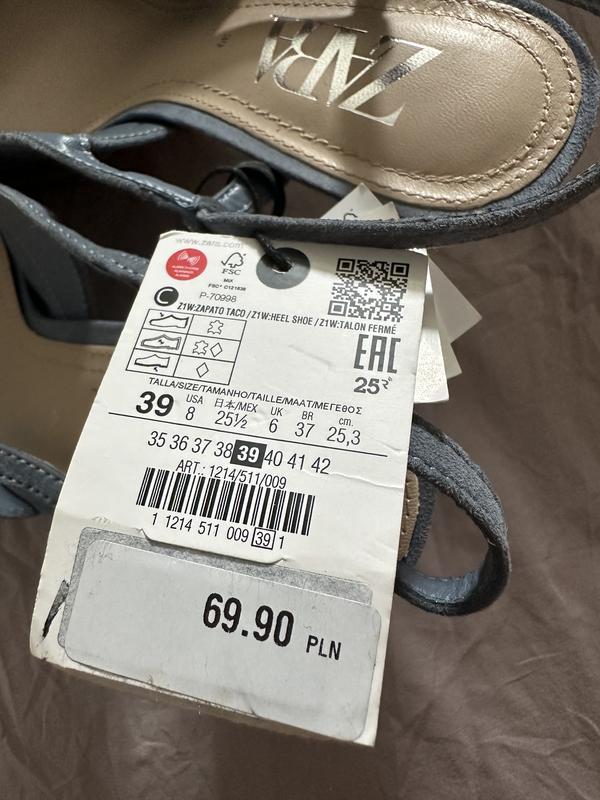 ZARA
www.zara.com
FSC
MIX
FSC® C121838
C
P-70998
Z1W:ZAPATO TACO / Z1W:HEEL SHOE / Z1W:TALON FERMÉ
EAC
25
TALLA/SIZE/TAMANHO/TAILLE/MAAT/ΜΕΓΕΘΟΣ
USA 日本/MEX UK BR cm.
39 8 25½ 6 37 25,3
35 36 37 38 39 40 41 42
ART.: 1214/511/009
1 1214 511 009 39 1
69.90 PLN